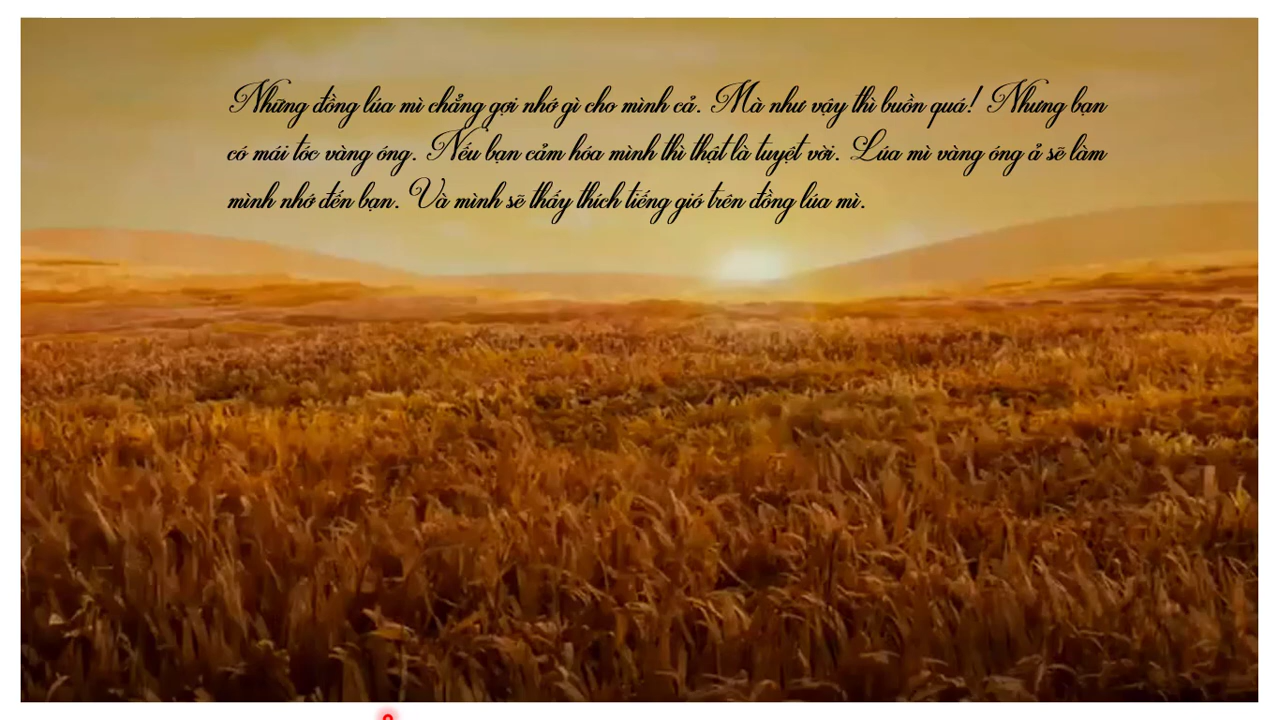 Những đồng lúa mì chẳng gợi nhớ gì cho mình cả. Mà như vậy thì buồn quá! Nhưng bạn
có mái tóc vàng óng. Nếu bạn cảm hóa mình thì thật là tuyệt vời. Lúa mì vàng óng ả sẽ làm
mình nhớ đến bạn. Và mình sẽ thấy thích tiếng gió trên đồng lúa mì.